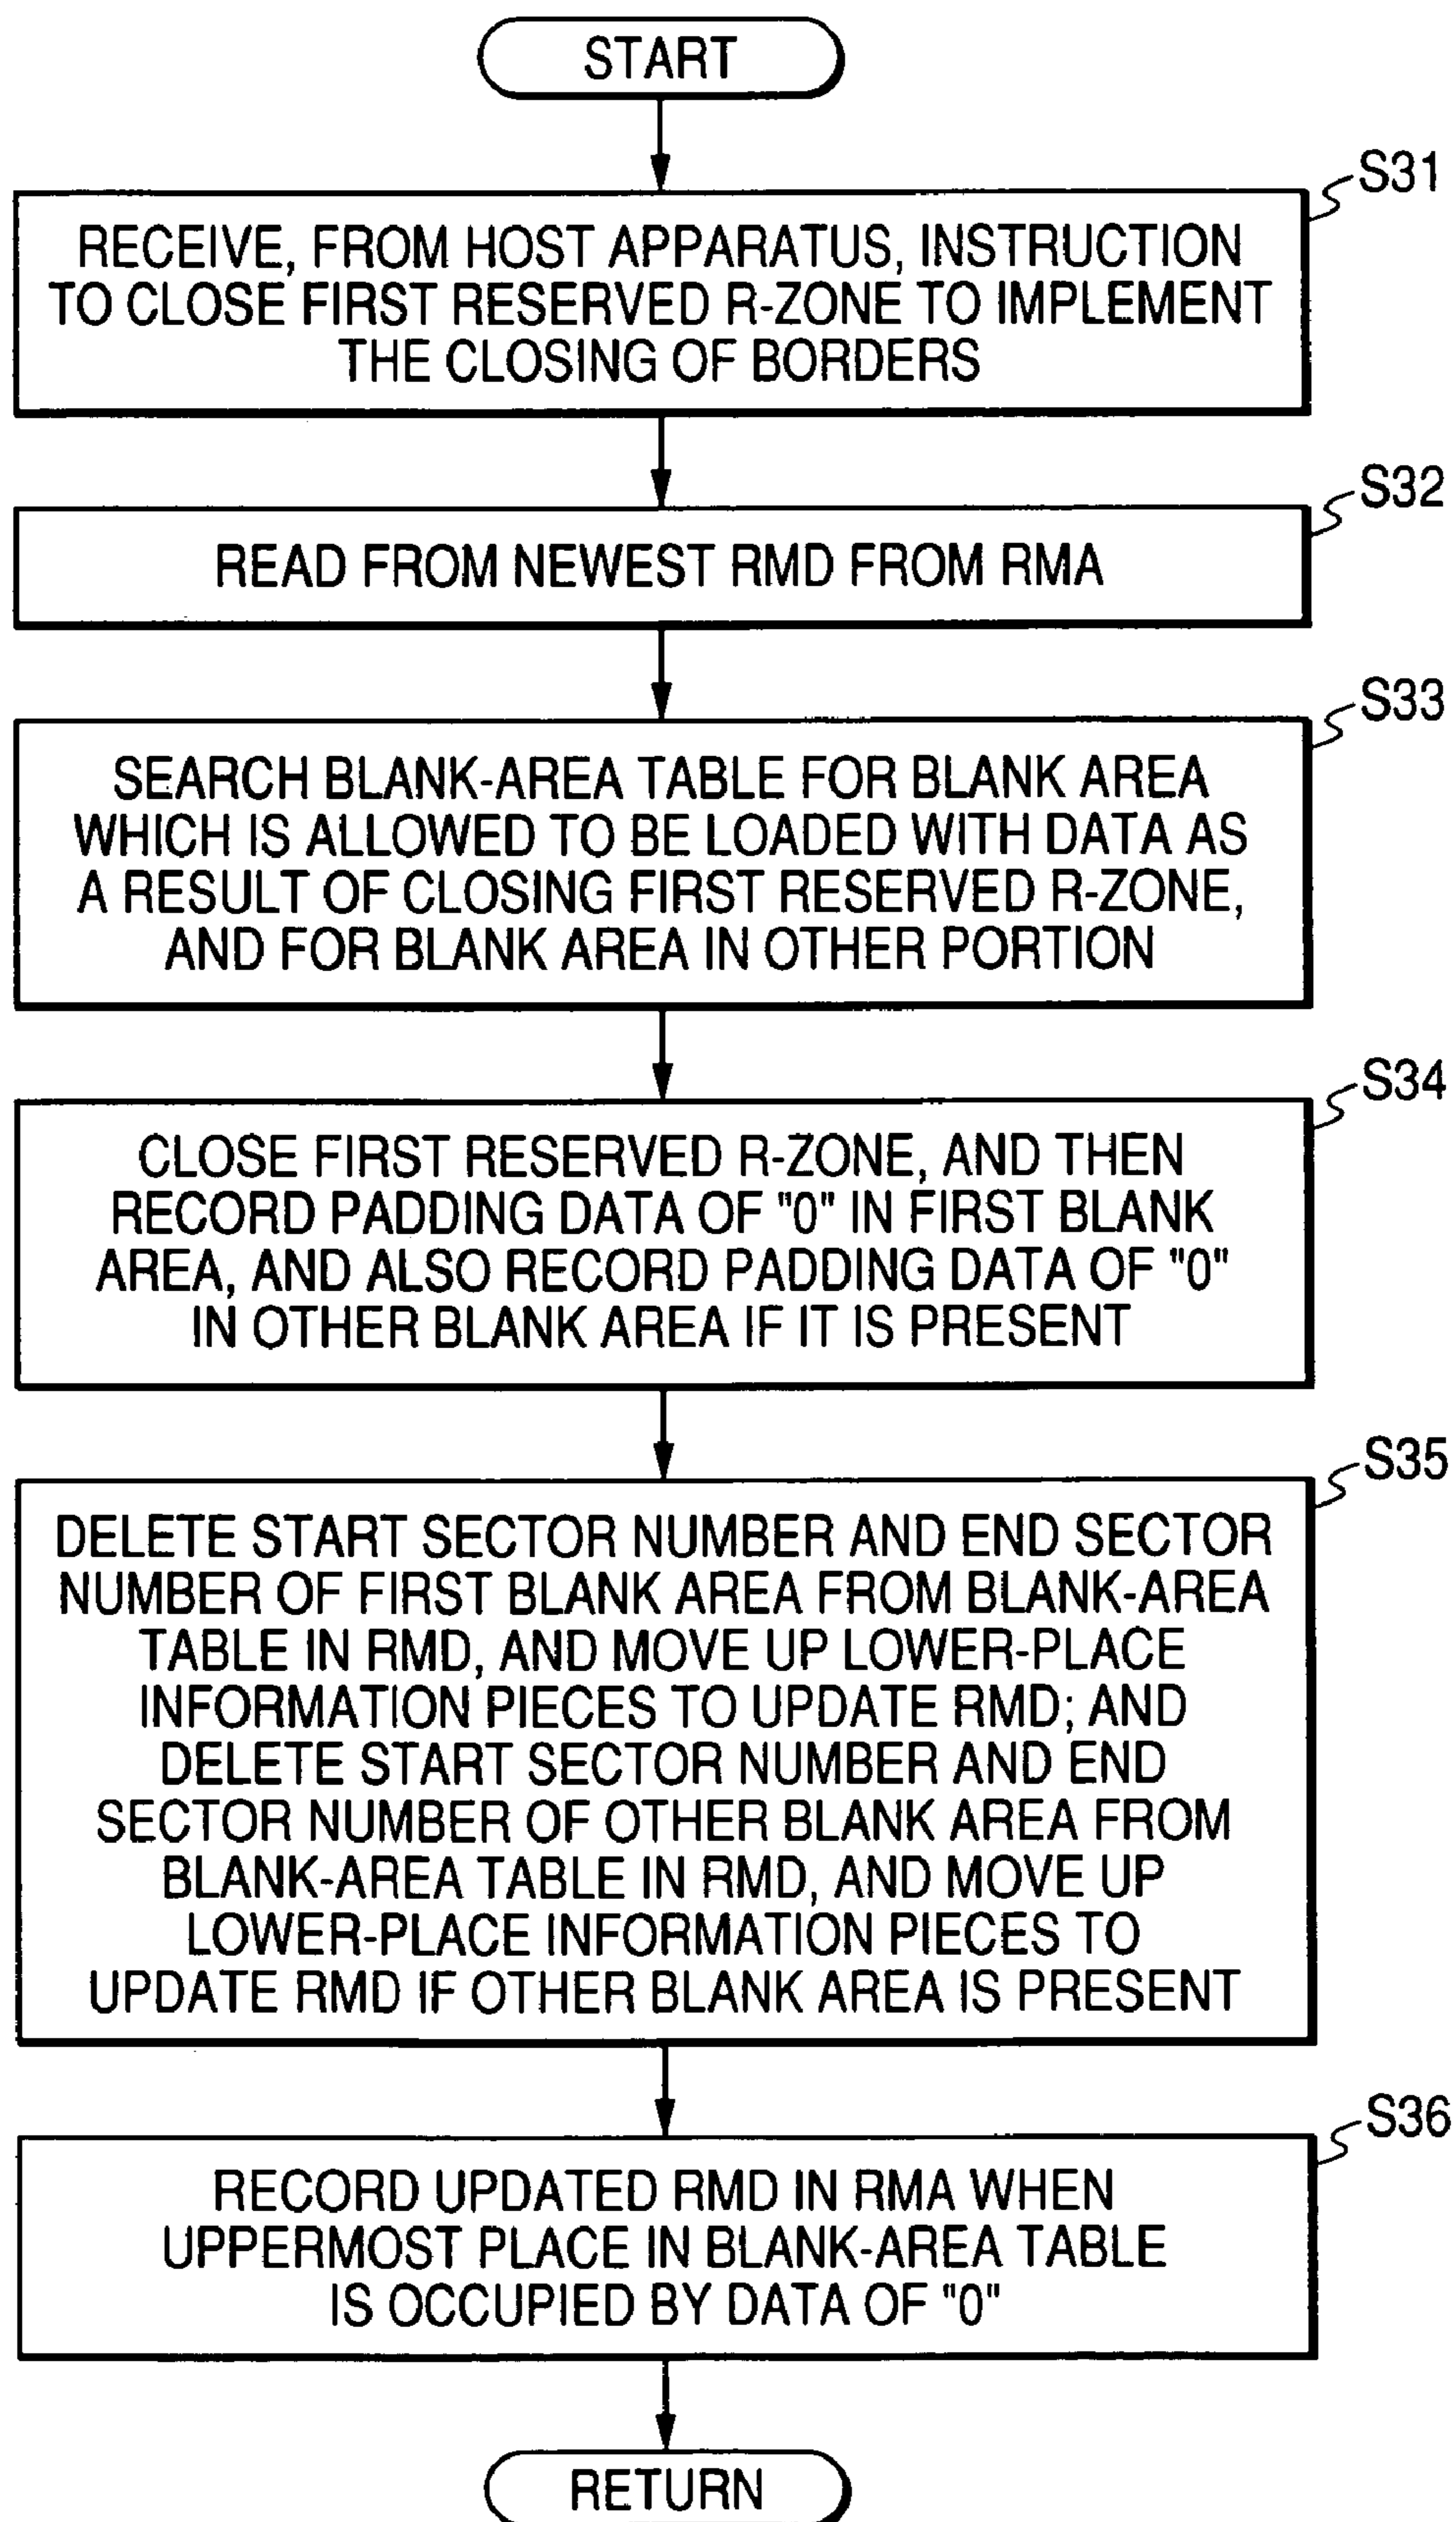 START
S31
RECEIVE, FROM HOST APPARATUS, INSTRUCTION
TO CLOSE FIRST RESERVED R-ZONE TO IMPLEMENT
THE CLOSING OF BORDERS
S32
READ FROM NEWEST RMD FROM RMA
S33
SEARCH BLANK-AREA TABLE FOR BLANK AREA
WHICH IS ALLOWED TO BE LOADED WITH DATA AS
A RESULT OF CLOSING FIRST RESERVED R-ZONE,
AND FOR BLANK AREA IN OTHER PORTION
S34
CLOSE FIRST RESERVED R-ZONE, AND THEN
RECORD PADDING DATA OF "0" IN FIRST BLANK
AREA, AND ALSO RECORD PADDING DATA OF "0"
IN OTHER BLANK AREA IF IT IS PRESENT
S35
DELETE START SECTOR NUMBER AND END SECTOR
NUMBER OF FIRST BLANK AREA FROM BLANK-AREA
TABLE IN RMD, AND MOVE UP LOWER-PLACE
INFORMATION PIECES TO UPDATE RMD; AND
DELETE START SECTOR NUMBER AND END
SECTOR NUMBER OF OTHER BLANK AREA FROM
BLANK-AREA TABLE IN RMD, AND MOVE UP
LOWER-PLACE INFORMATION PIECES TO
UPDATE RMD IF OTHER BLANK AREA IS PRESENT
S36
RECORD UPDATED RMD IN RMA WHEN
UPPERMOST PLACE IN BLANK-AREA TABLE
IS OCCUPIED BY DATA OF "0"
RETURN